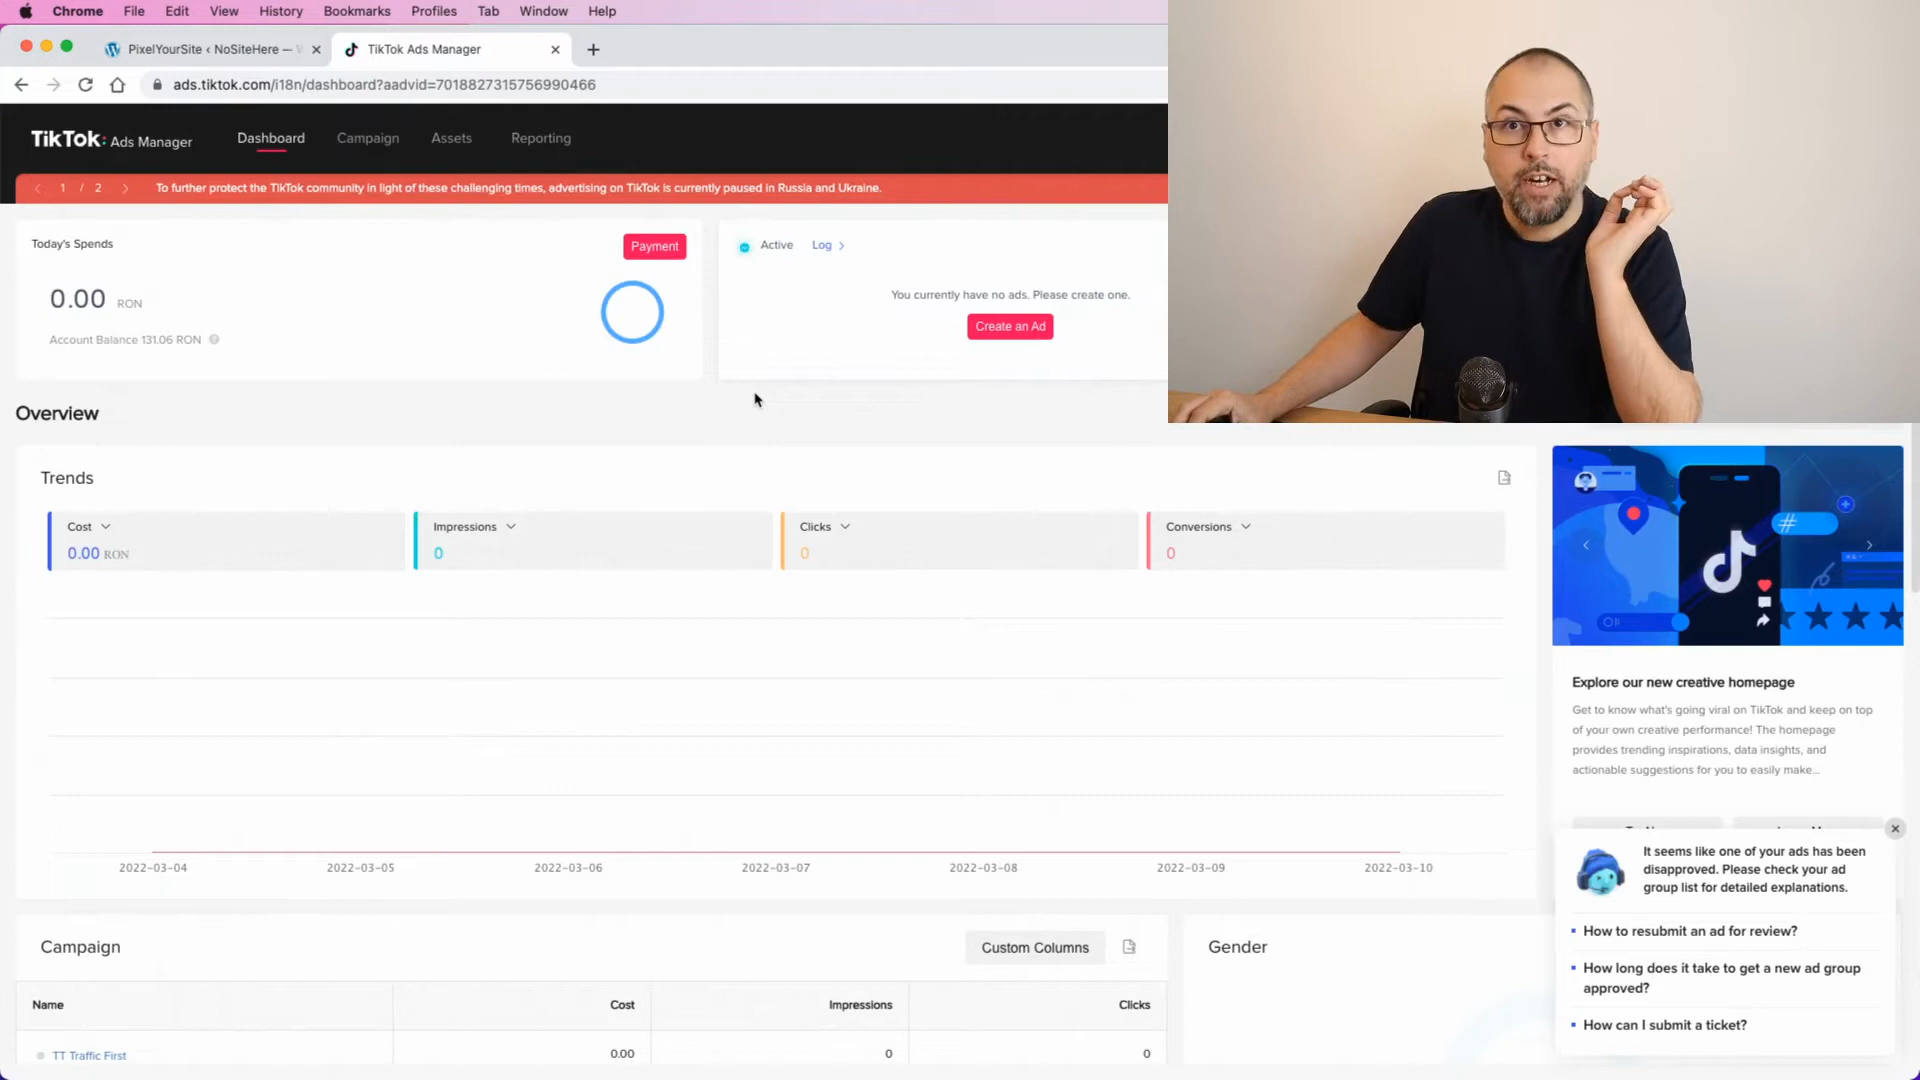 Chrome File Edit View History Bookmarks Profiles Tab Window Help
PixelYourSite ‹ NoSiteHere —
TikTok Ads Manager
ads.tiktok.com/i18n/dashboard?aadvid=7018827315756990466
TikTok: Ads Manager
Dashboard Campaign Assets Reporting
1 / 2 To further protect the TikTok community in light of these challenging times, advertising on TikTok is currently paused in Russia and Ukraine.
Today's Spends
Payment
0.00 RON
Account Balance 131.06 RON
Active Log
You currently have no ads. Please create one.
Create an Ad
Overview
Trends
Cost
0.00 RON
Impressions
0
Clicks
0
Conversions
0
2022-03-04 2022-03-05 2022-03-06 2022-03-07 2022-03-08 2022-03-09 2022-03-10
Explore our new creative homepage
Get to know what's going viral on TikTok and keep on top
of your own creative performance! The homepage
provides trending inspirations, data insights, and
actionable suggestions for you to easily make...
It seems like one of your ads has been
disapproved. Please check your ad
group list for detailed explanations.
How to resubmit an ad for review?
How long does it take to get a new ad group
approved?
How can I submit a ticket?
Campaign
Custom Columns
Gender
Name Cost Impressions Clicks
TT Traffic First 0.00 0 0